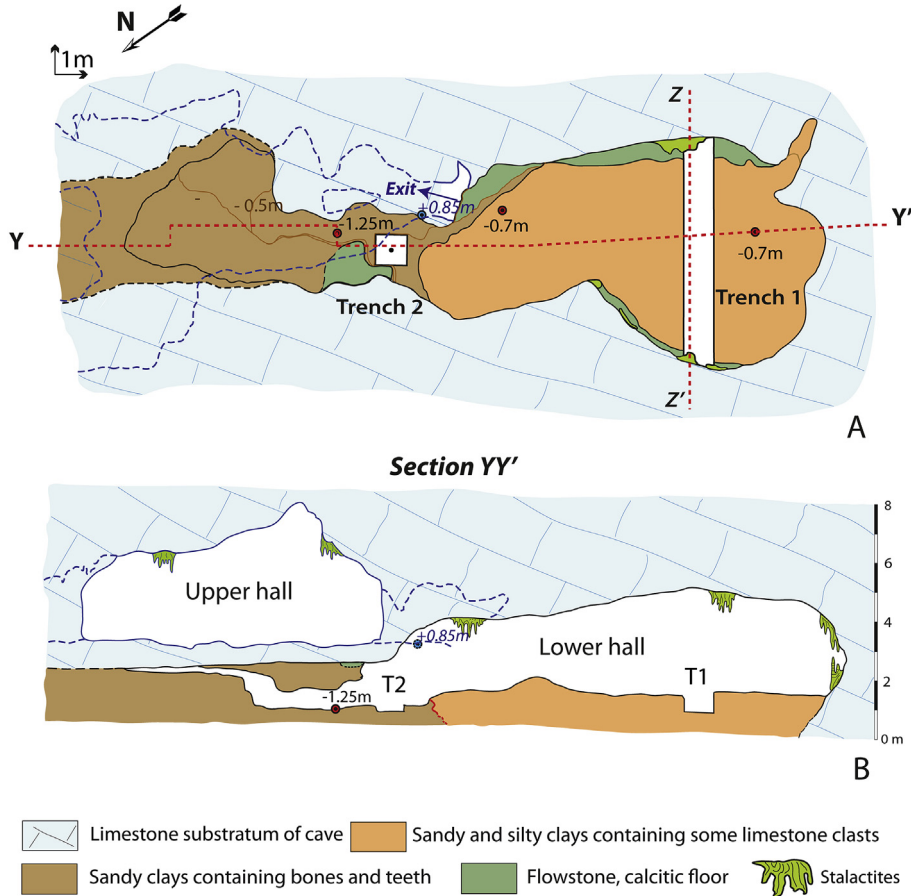 N
1m
Z
Exit
+0.85m
- 0.5m
-
-1.25m
-0.7m
Y
Y'
-0.7m
Trench 2
Trench 1
Z'
A
Section YY'
8
6
Upper hall
4
+0.85m
Lower hall
T2
T1
2
-1.25m
0 m
B
Limestone substratum of cave
Sandy and silty clays containing some limestone clasts
Sandy clays containing bones and teeth
Flowstone, calcitic floor
Stalactites